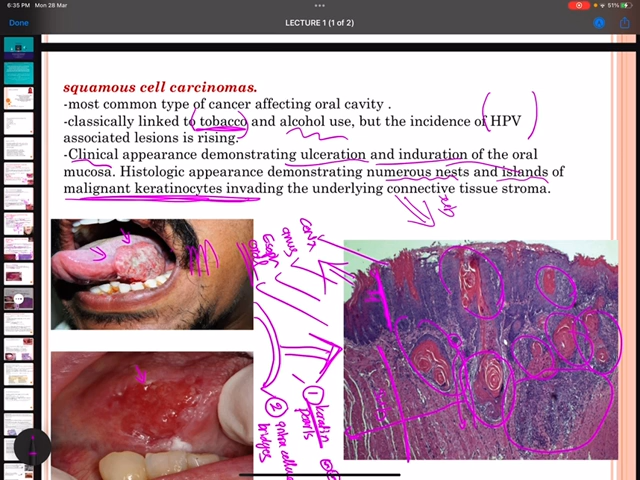 6:35 PM Mon 28 Mar
51%
Done
LECTURE 1 (1 of 2)
squamous cell carcinomas.
-most common type of cancer affecting oral cavity .
-classically linked to tobacco and alcohol use, but the incidence of HPV
associated lesions is rising.
-Clinical appearance demonstrating ulceration and induration of the oral
mucosa. Histologic appearance demonstrating numerous nests and islands of
malignant keratinocytes invading the underlying connective tissue stroma.
Cervix
anus
Esoph
oral
① keratin
pearls
② intra cellular
bridges